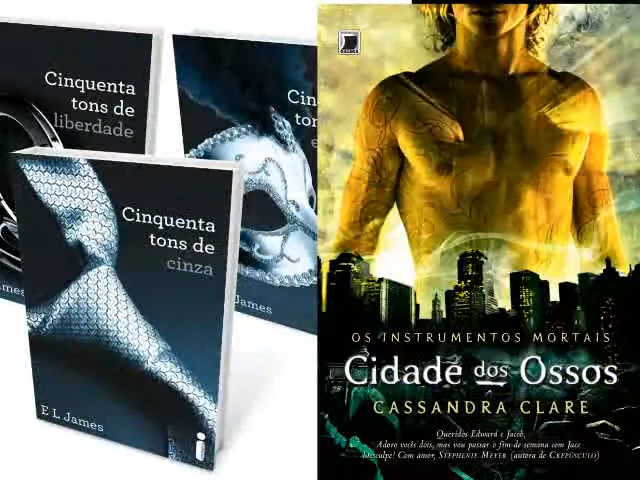 Cinquenta
tons de
liberdade
Cinquenta
tons de
cinza
E L James
James
Os Instrumentos Mortais
Cidade dos Ossos
Cassandra Clare
Queridos Edward e Jacob,
Adoro vocês dois, mas vou passar o fim de semana com Jace.
Desculpe! Com amor, Stephenie Meyer (autora de Crepúsculo)